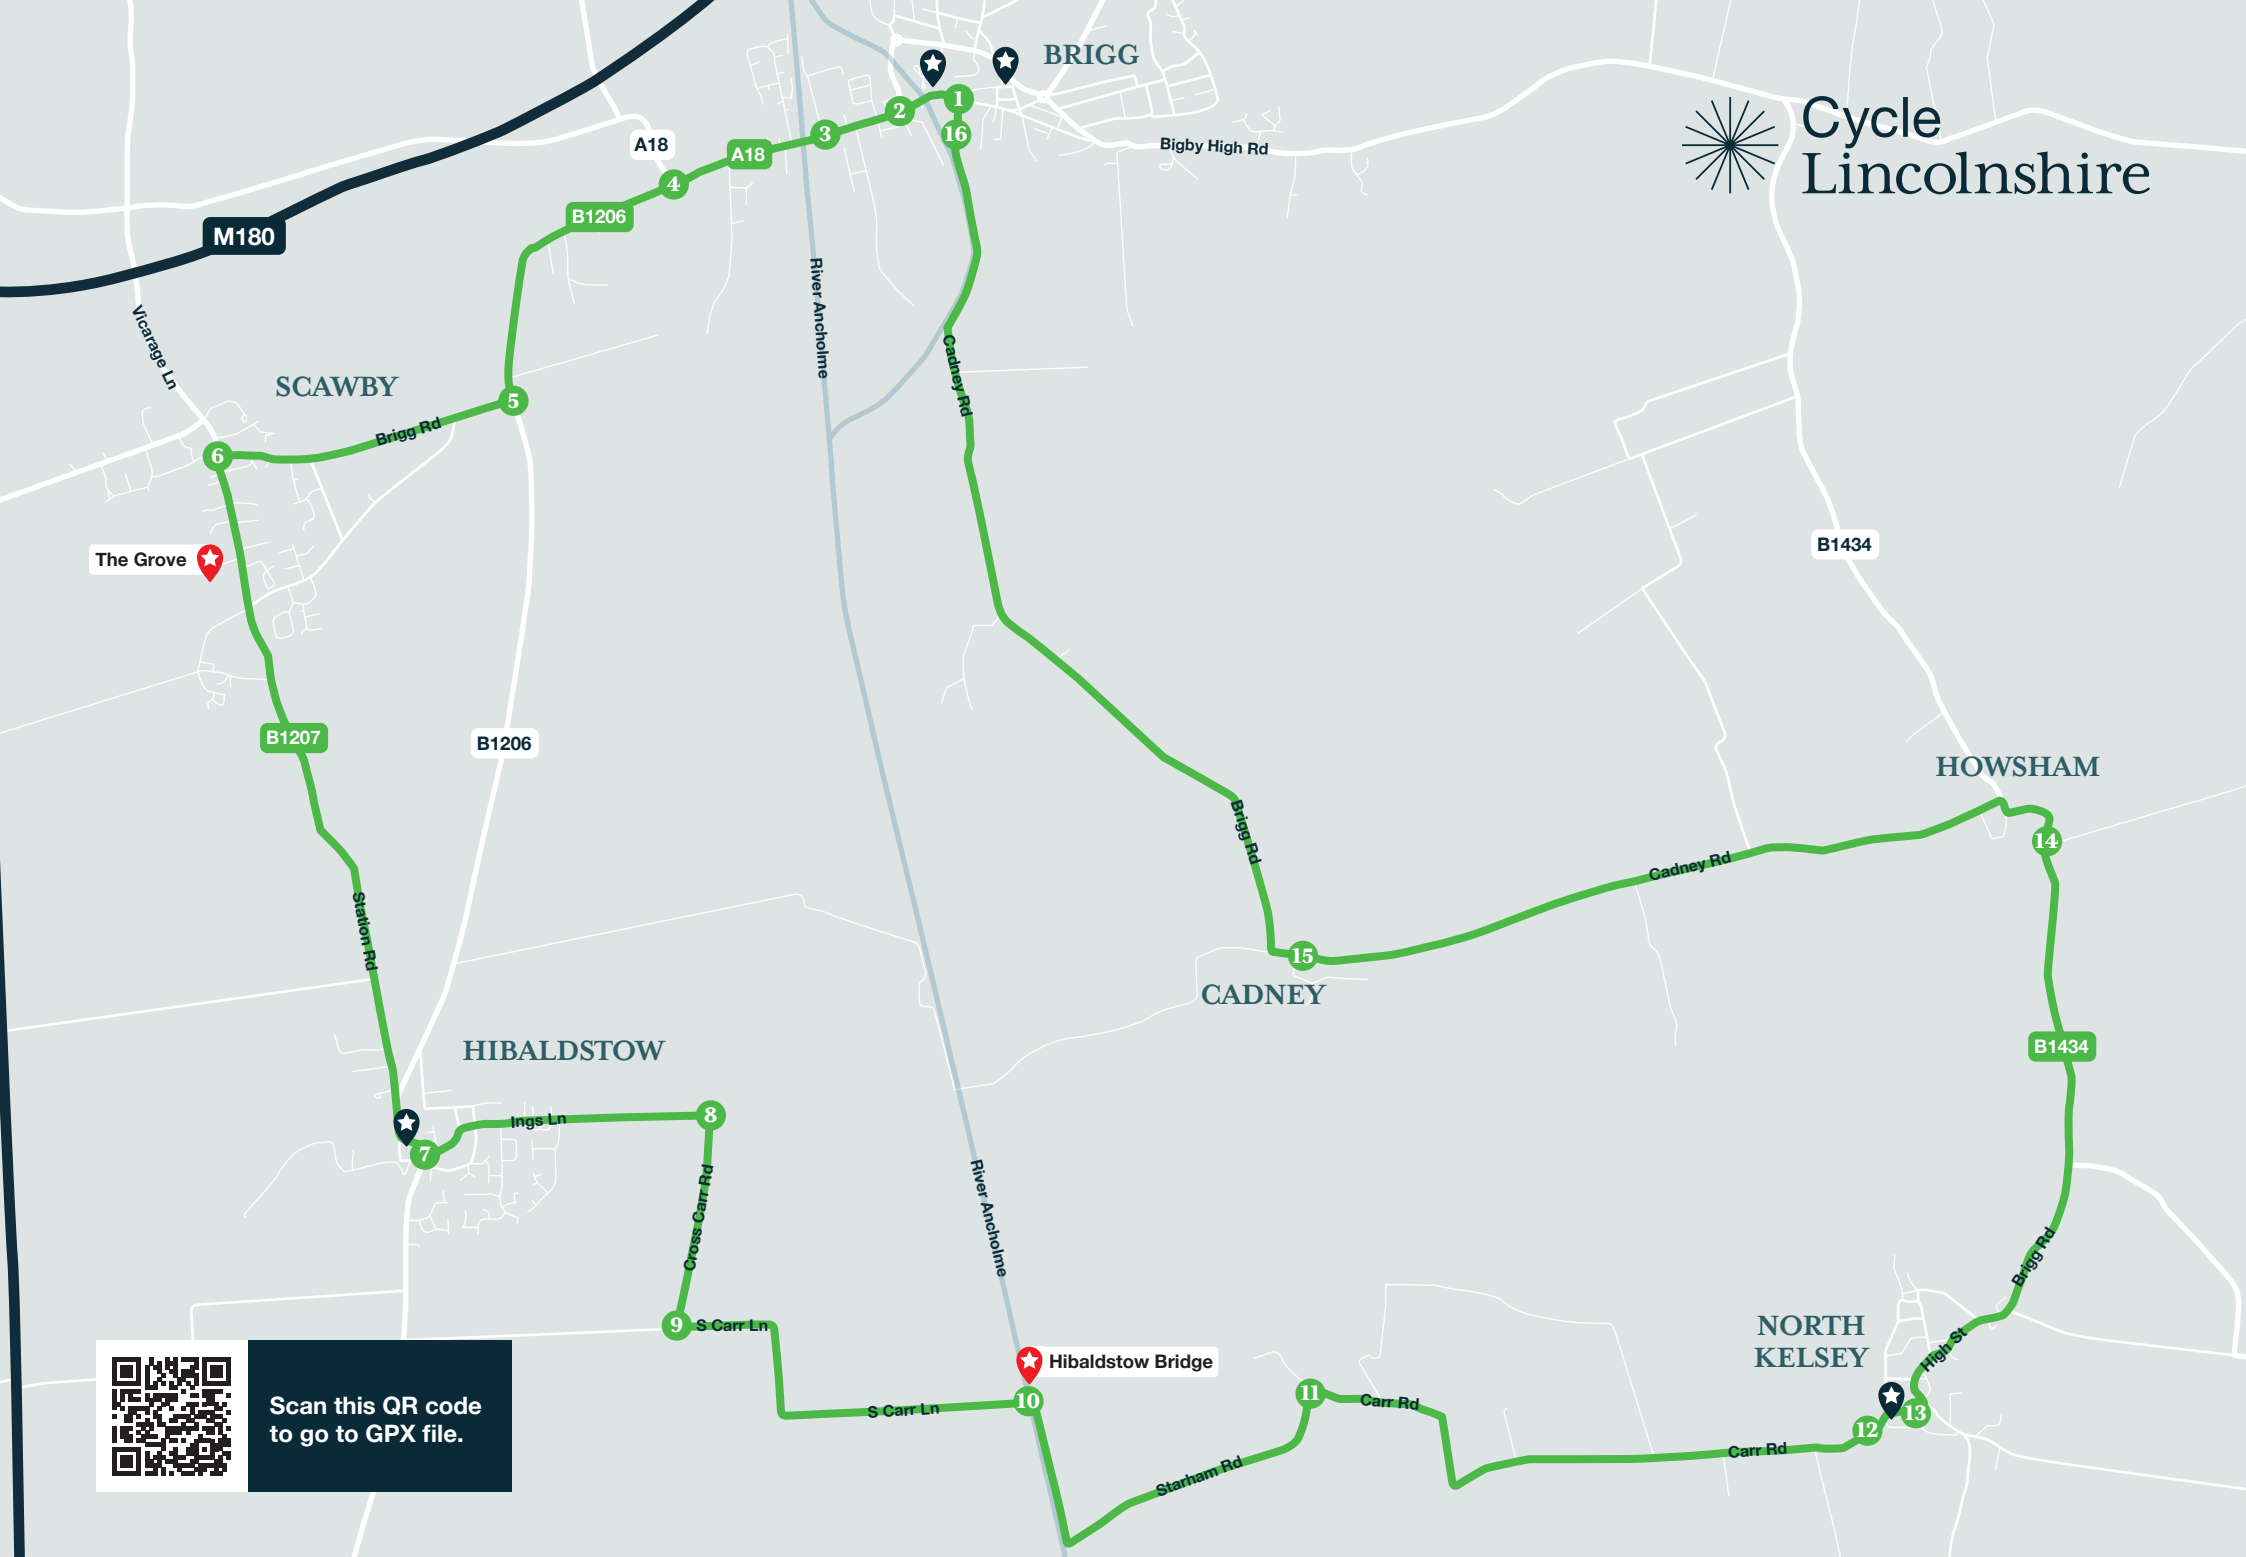 BRIGG
1
2
16
3
A18
A18
4
Bigby High Rd
Cycle
Lincolnshire
B1206
M180
River Ancholme
Vicarage Ln
Cadney Rd
SCAWBY
5
Brigg Rd
6
The Grove
B1434
B1207
B1206
HOWSHAM
Brigg Rd
14
Cadney Rd
Station Rd
15
CADNEY
HIBALDSTOW
B1434
8
Ings Ln
7
Cross Carr Rd
River Ancholme
Brigg Rd
9
S Carr Ln
NORTH
KELSEY
High St
Hibaldstow Bridge
10
S Carr Ln
11
Carr Rd
13
12
Carr Rd
Starham Rd
Scan this QR code
to go to GPX file.